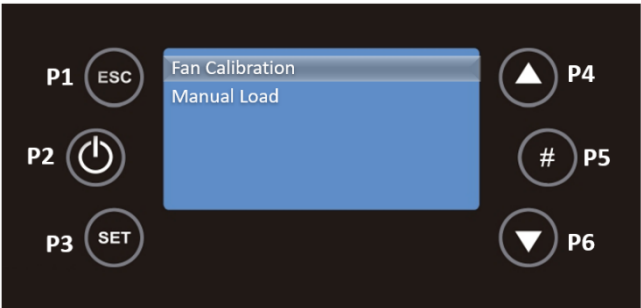 P1 ESC
Fan Calibration
Manual Load
P4
P2
# P5
P3 SET
P6